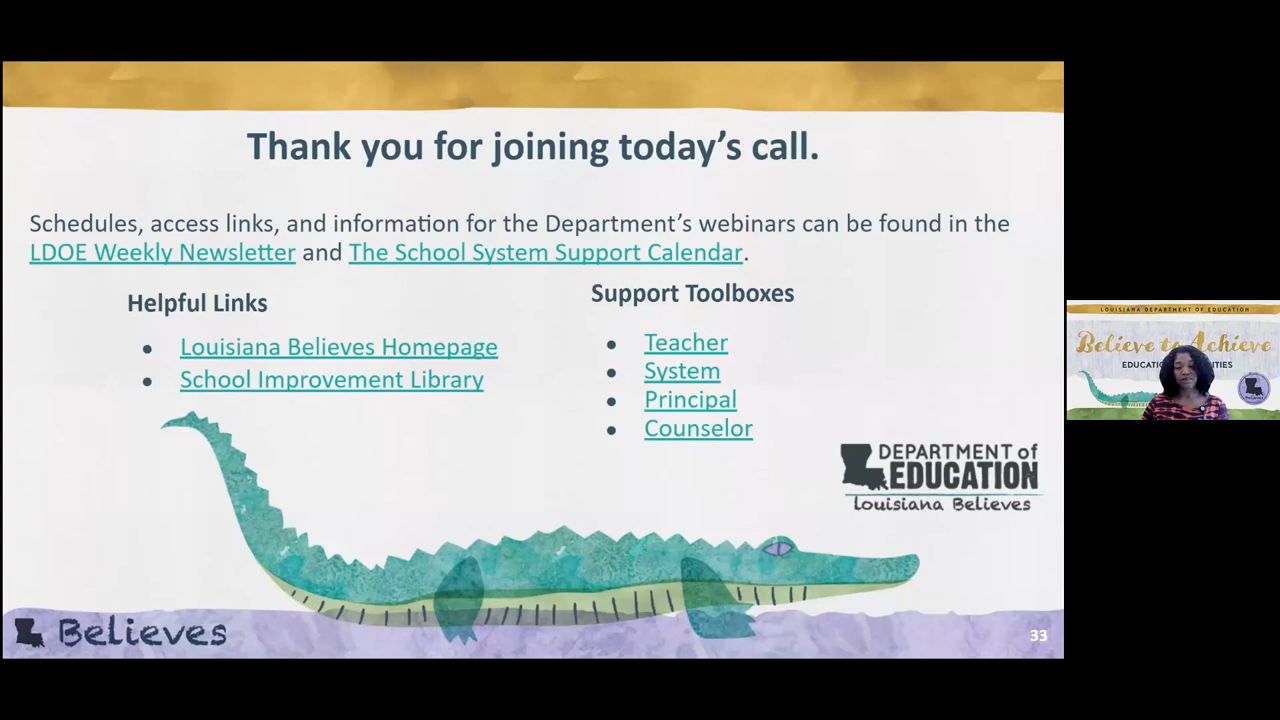 Thank you for joining today's call.
Schedules, access links, and information for the Department's webinars can be found in the
LDOE Weekly Newsletter and The School System Support Calendar.
Helpful Links
• Louisiana Believes Homepage
• School Improvement Library
Support Toolboxes
• Teacher
• System
• Principal
• Counselor
DEPARTMENT of
EDUCATION
Louisiana Believes
Believes
33
LOUISIANA DEPARTMENT OF EDUCATION
Believe to Achieve